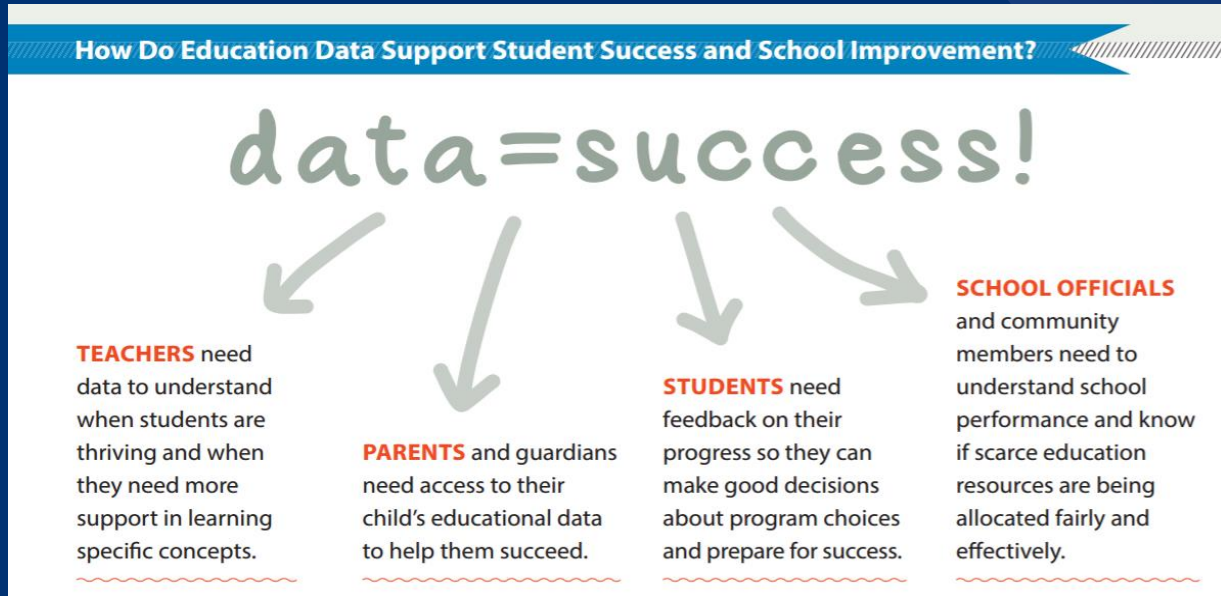 How Do Education Data Support Student Success and School Improvement?
data=success!
TEACHERS need
data to understand
when students are
thriving and when
they need more
support in learning
specific concepts.
PARENTS and guardians
need access to their
child's educational data
to help them succeed.
STUDENTS need
feedback on their
progress so they can
make good decisions
about program choices
and prepare for success.
SCHOOL OFFICIALS
and community
members need to
understand school
performance and know
if scarce education
resources are being
allocated fairly and
effectively.